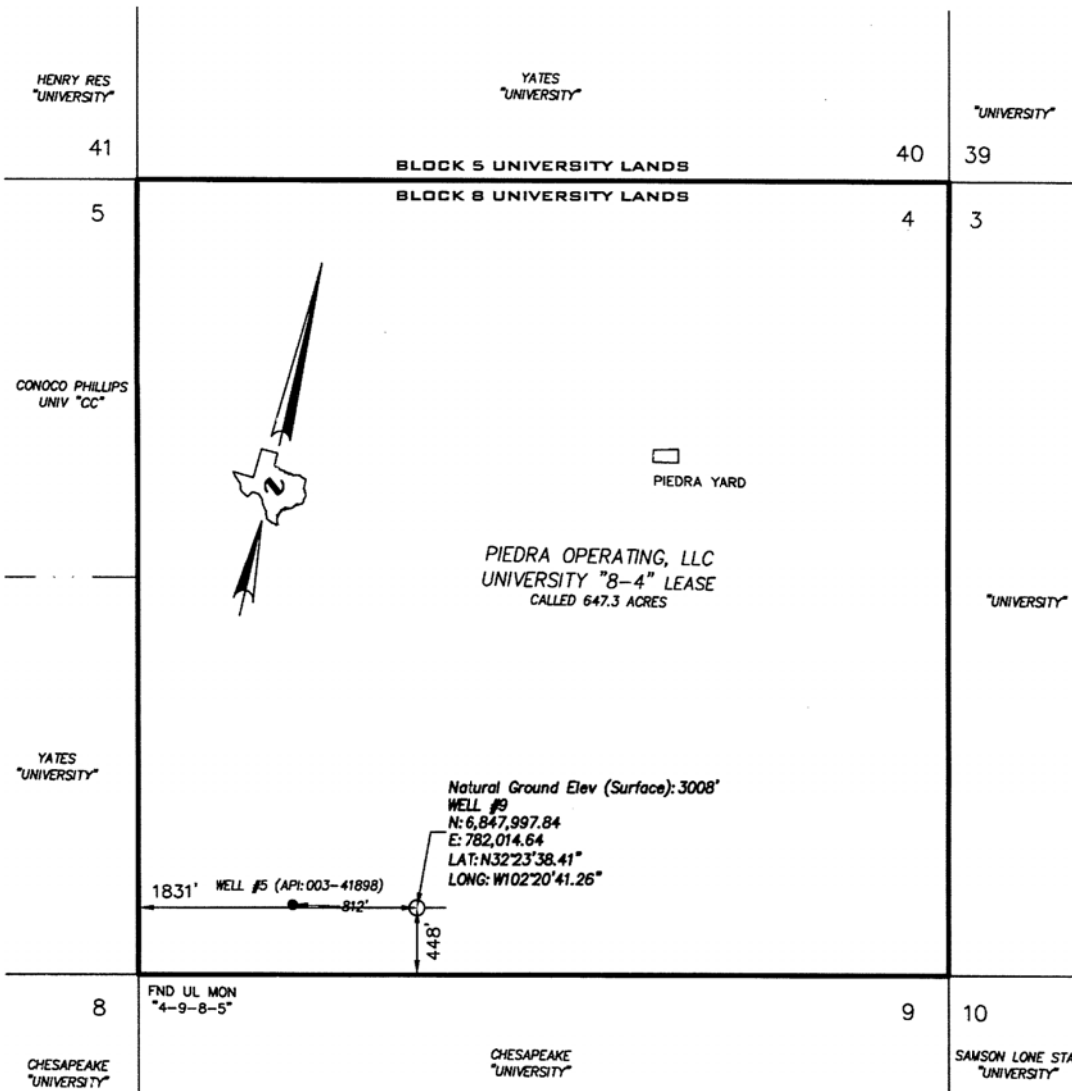 HENRY RES
"UNIVERSITY"
YATES
"UNIVERSITY"
"UNIVERSITY"
41
40
39
BLOCK 5 UNIVERSITY LANDS
BLOCK 8 UNIVERSITY LANDS
5
4
3
CONOCO PHILLIPS
UNIV "CC"
PIEDRA YARD
PIEDRA OPERATING, LLC
UNIVERSITY "8-4" LEASE
CALLED 647.3 ACRES
"UNIVERSITY"
YATES
"UNIVERSITY"
Natural Ground Elev (Surface): 3008'
WELL #9
N: 6,847,997.84
E: 782,014.64
LAT: N32°23'38.41"
LONG: W102°20'41.26"
1831'
WELL #5 (API: 003-41898)
812'
448'
FND UL MON
"4-9-8-5"
8
9
10
CHESAPEAKE
"UNIVERSITY"
CHESAPEAKE
"UNIVERSITY"
SAMSON LONE STA
"UNIVERSITY"